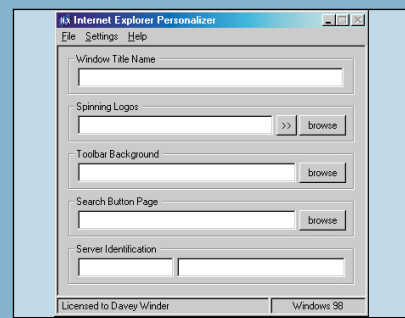 Internet Explorer Personalizer
File Settings Help
Window Title Name
Spinning Logos
>> browse
Toolbar Background
browse
Search Button Page
browse
Server Identification
Licensed to Davey Winder Windows 98